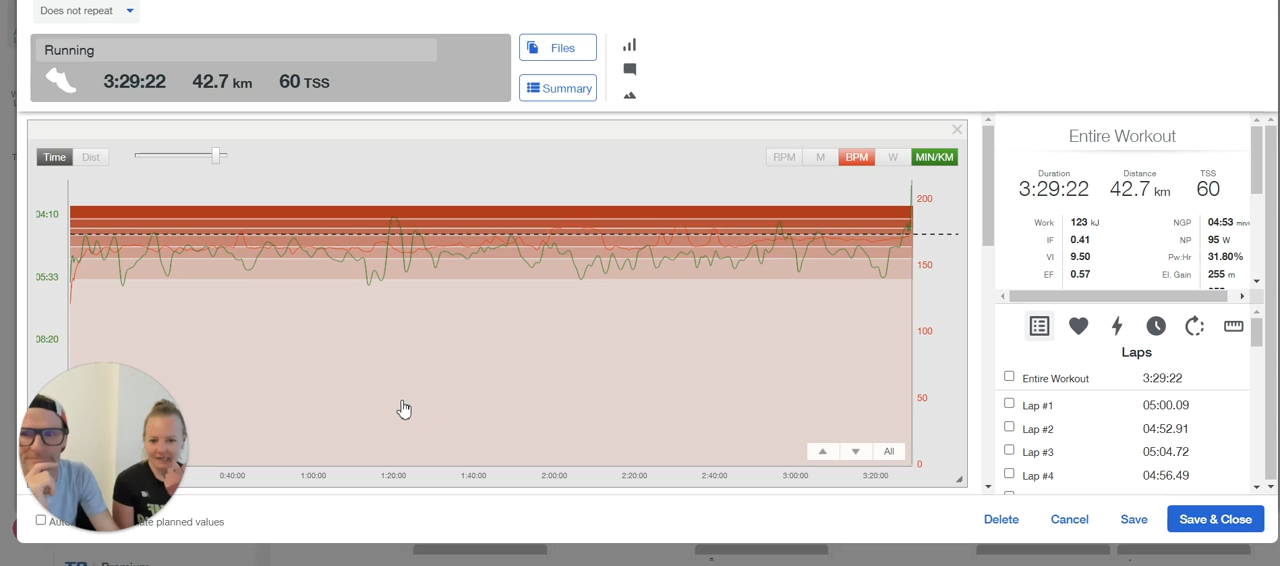 Does not repeat
Running
3:29:22 42.7 km 60 TSS
Files
Summary
Time Dist
RPM M BPM W MIN/KM
04:10
05:33
08:20
200
150
100
50
0
All
0:40:00 1:00:00 1:20:00 1:40:00 2:00:00 2:20:00 2:40:00 3:00:00 3:20:00
Entire Workout
Duration Distance TSS
3:29:22 42.7 km 60
Work 123 kJ NGP 04:53
IF 0.41 NP 95 W
VI 9.50 Pw:Hr 31.80%
EF 0.57 El. Gain 255 m
Laps
Entire Workout 3:29:22
Lap #1 05:00.09
Lap #2 04:52.91
Lap #3 05:04.72
Lap #4 04:56.49
planned values
Delete Cancel Save Save & Close